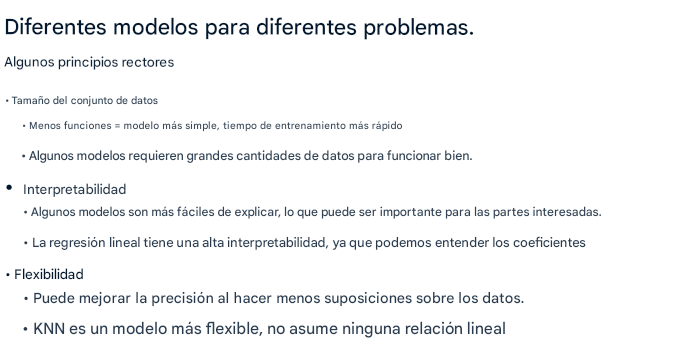 Diferentes modelos para diferentes problemas.
Algunos principios rectores
• Tamaño del conjunto de datos
• Menos funciones = modelo más simple, tiempo de entrenamiento más rápido
• Algunos modelos requieren grandes cantidades de datos para funcionar bien.
• Interpretabilidad
• Algunos modelos son más fáciles de explicar, lo que puede ser importante para las partes interesadas.
• La regresión lineal tiene una alta interpretabilidad, ya que podemos entender los coeficientes
• Flexibilidad
• Puede mejorar la precisión al hacer menos suposiciones sobre los datos.
• KNN es un modelo más flexible, no asume ninguna relación lineal